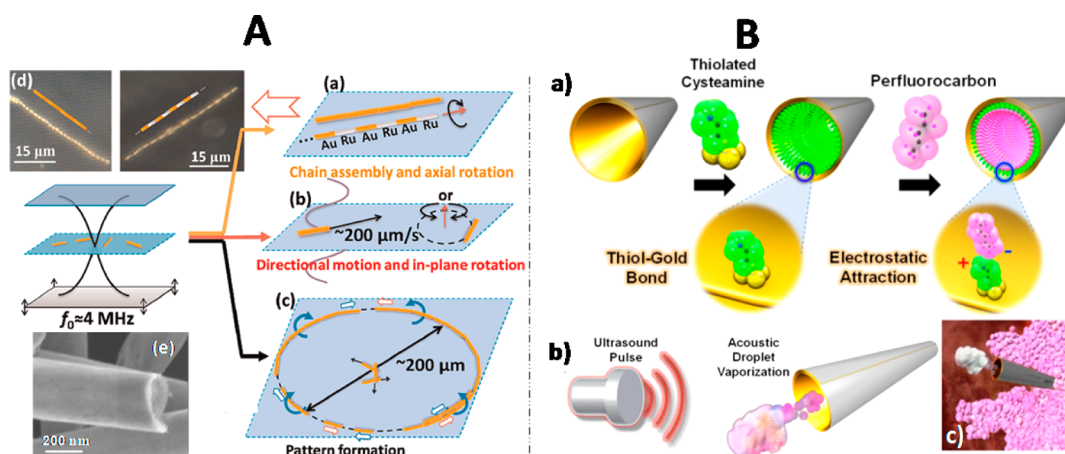 A
(d)
15 µm
15 µm
(a)
Au Ru Au Ru Au Ru
Chain assembly and axial rotation
(b)
or
~200 µm/s
Directional motion and in-plane rotation
f₀≈4 MHz
(c)
~200 µm
Pattern formation
(e)
200 nm
B
a)
Thiolated
Cysteamine
Perfluorocarbon
Thiol-Gold
Bond
Electrostatic
Attraction
+
-
b)
Ultrasound
Pulse
Acoustic
Droplet
Vaporization
c)